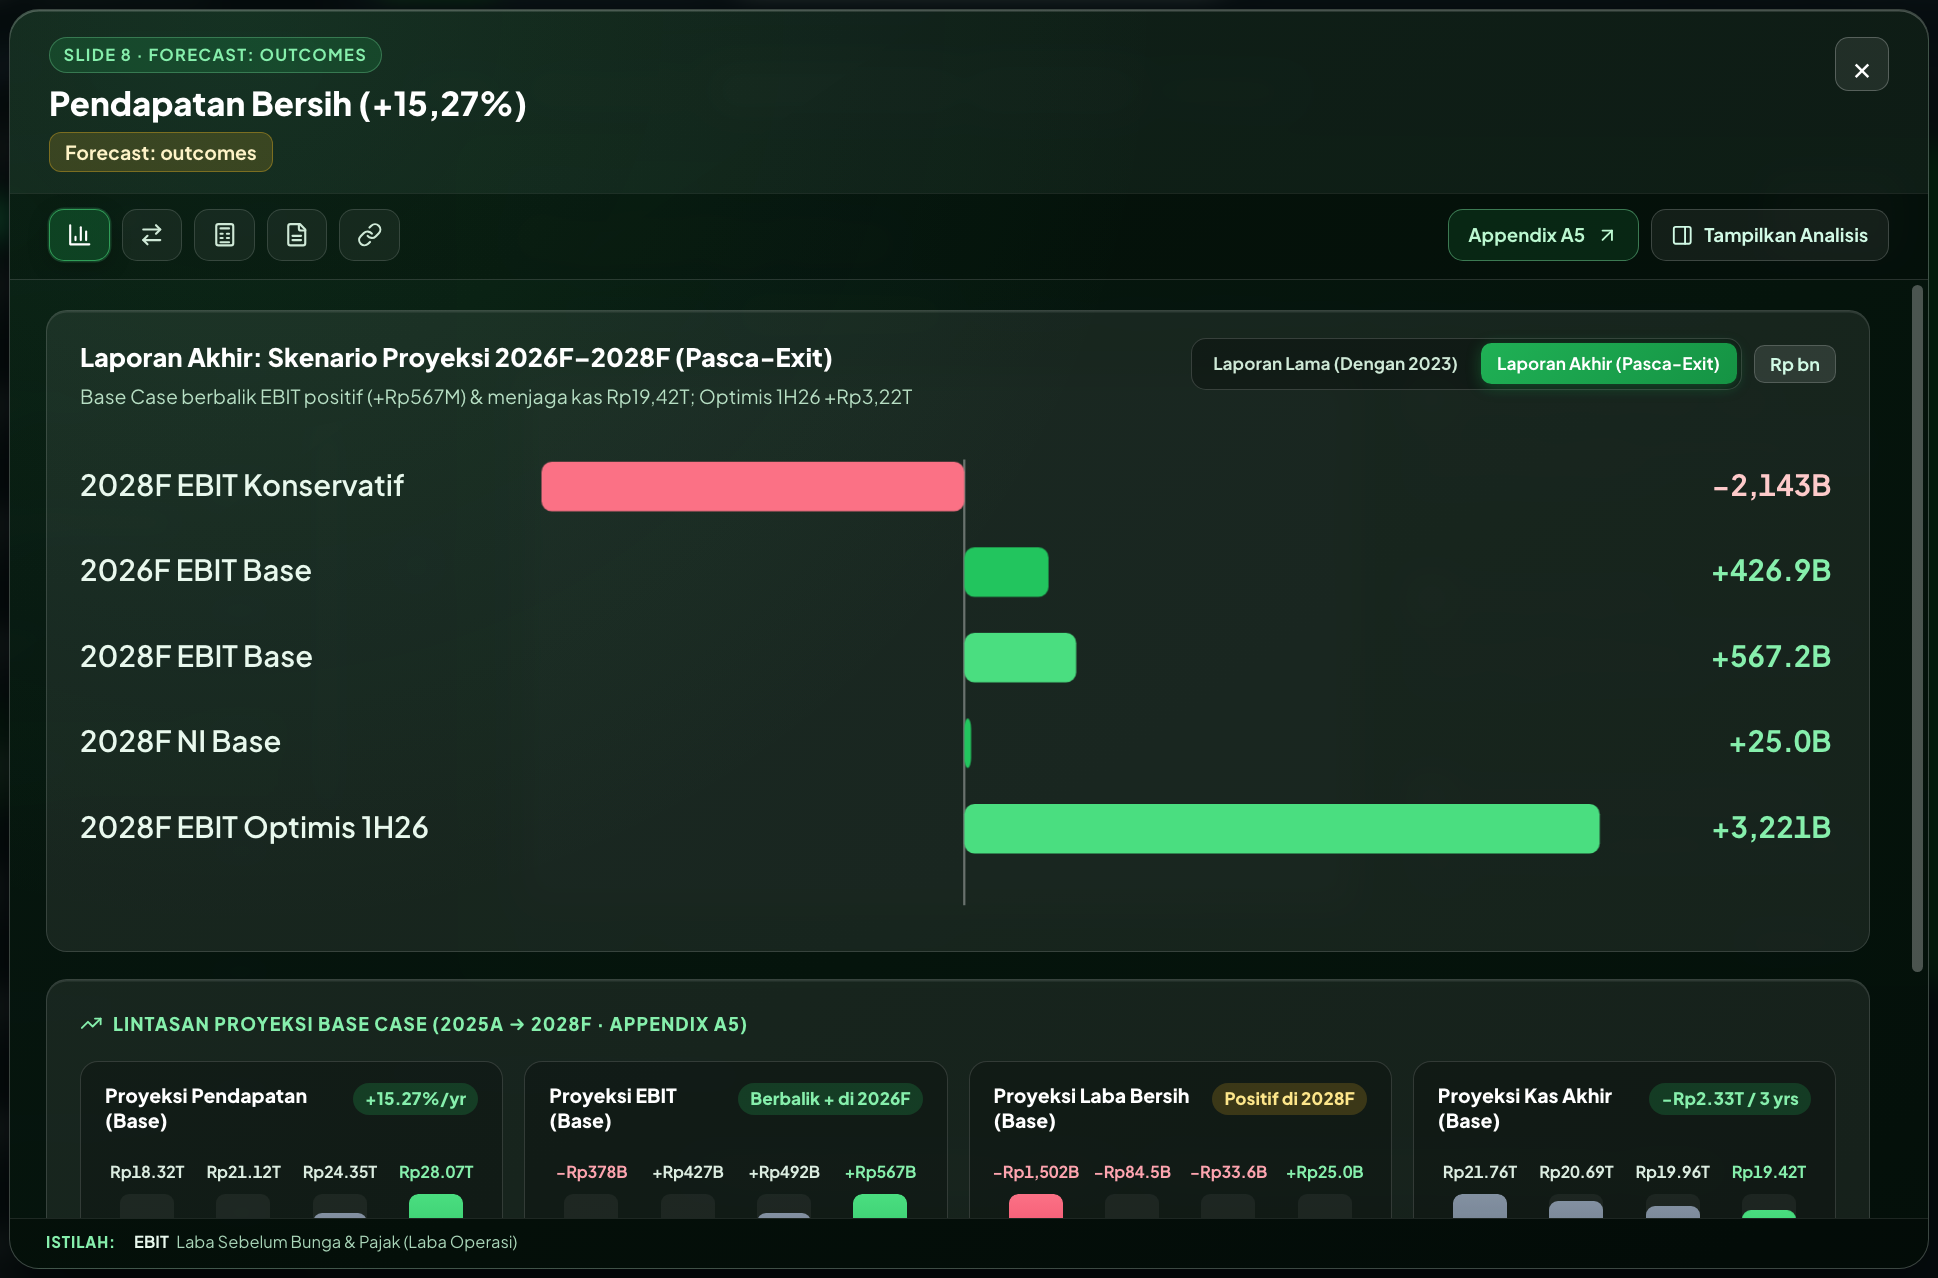 SLIDE 8 · FORECAST: OUTCOMES
Pendapatan Bersih (+15,27%)
Forecast: outcomes
Appendix A5
Tampilkan Analisis
Laporan Akhir: Skenario Proyeksi 2026F–2028F (Pasca-Exit)
Base Case berbalik EBIT positif (+Rp567M) & menjaga kas Rp19,42T; Optimis 1H26 +Rp3,22T
Laporan Lama (Dengan 2023)
Laporan Akhir (Pasca-Exit)
Rp bn
2028F EBIT Konservatif
−2,143B
2026F EBIT Base
+426.9B
2028F EBIT Base
+567.2B
2028F NI Base
+25.0B
2028F EBIT Optimis 1H26
+3,221B
LINTASAN PROYEKSI BASE CASE (2025A → 2028F · APPENDIX A5)
Proyeksi Pendapatan
(Base)
+15.27%/yr
Rp18.32T Rp21.12T Rp24.35T Rp28.07T
Proyeksi EBIT
(Base)
Berbalik + di 2026F
−Rp378B +Rp427B +Rp492B +Rp567B
Proyeksi Laba Bersih
(Base)
Positif di 2028F
−Rp1,502B −Rp84.5B −Rp33.6B +Rp25.0B
Proyeksi Kas Akhir
(Base)
−Rp2.33T / 3 yrs
Rp21.76T Rp20.69T Rp19.96T Rp19.42T
ISTILAH: EBIT Laba Sebelum Bunga & Pajak (Laba Operasi)